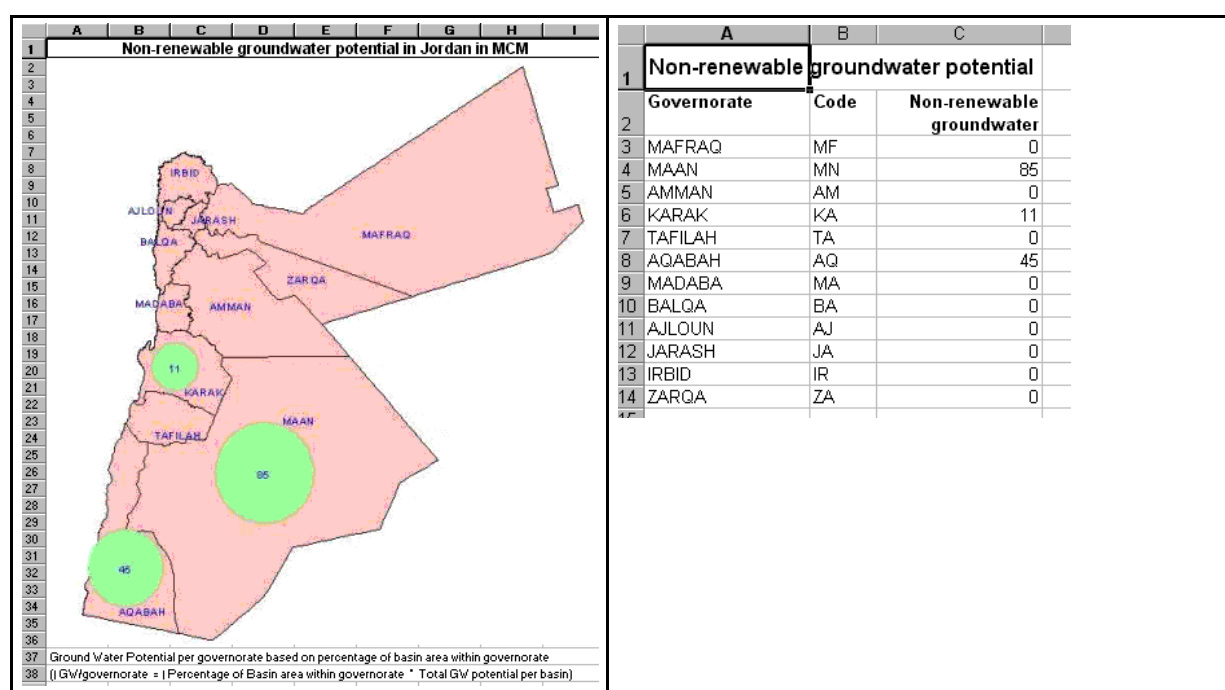 A B C D E F G H I
1 Non-renewable groundwater potential in Jordan in MCM
2
3
4
5
6
7
8 IRBID
9
10 AJLOUN
11 JARASH
12 MAFRAQ
BALQA
13
14
15 ZARQA
16 MADABA AMMAN
17
18
19
20 11
21 KARAK
22
23 MAAN
24 TAFILAH
25
26 85
27
28
29
30
31
32 45
33
34 AQABAH
35
36
37 Ground Water Potential per governorate based on percentage of basin area within governorate
38 (| GW/governorate = | Percentage of Basin area within governorate * Total GW potential per basin)
A B C
1 Non-renewable groundwater potential
Governorate Code Non-renewable
2 groundwater
3 MAFRAQ MF 0
4 MAAN MN 85
5 AMMAN AM 0
6 KARAK KA 11
7 TAFILAH TA 0
8 AQABAH AQ 45
9 MADABA MA 0
10 BALQA BA 0
11 AJLOUN AJ 0
12 JARASH JA 0
13 IRBID IR 0
14 ZARQA ZA 0
15